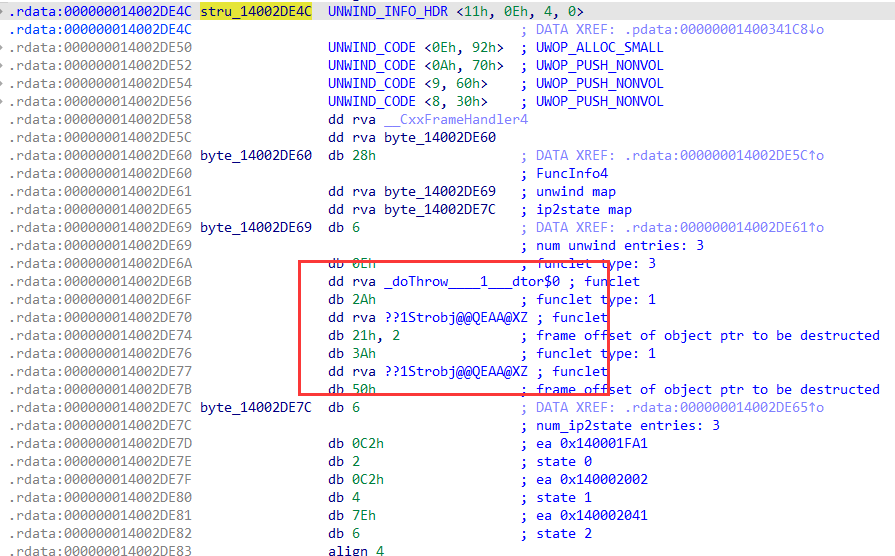 .rdata:000000014002DE4C stru_14002DE4C  UNWIND_INFO_HDR <11h, 0Eh, 4, 0>
.rdata:000000014002DE4C                                         ; DATA XREF: .pdata:00000001400341C8↓o
.rdata:000000014002DE50                 UNWIND_CODE <0Eh, 92h>  ; UWOP_ALLOC_SMALL
.rdata:000000014002DE52                 UNWIND_CODE <0Ah, 70h>  ; UWOP_PUSH_NONVOL
.rdata:000000014002DE54                 UNWIND_CODE <9, 60h>    ; UWOP_PUSH_NONVOL
.rdata:000000014002DE56                 UNWIND_CODE <8, 30h>    ; UWOP_PUSH_NONVOL
.rdata:000000014002DE58                 dd rva __CxxFrameHandler4
.rdata:000000014002DE5C                 dd rva byte_14002DE60
.rdata:000000014002DE60 byte_14002DE60  db 28h                  ; DATA XREF: .rdata:000000014002DE5C↑o
.rdata:000000014002DE60                                         ; FuncInfo4
.rdata:000000014002DE61                 dd rva byte_14002DE69   ; unwind map
.rdata:000000014002DE65                 dd rva byte_14002DE7C   ; ip2state map
.rdata:000000014002DE69 byte_14002DE69  db 6                    ; DATA XREF: .rdata:000000014002DE61↑o
.rdata:000000014002DE69                                         ; num unwind entries: 3
.rdata:000000014002DE6A                 db 0Eh                  ; funclet type: 3
.rdata:000000014002DE6B                 dd rva _doThrow____1___dtor$0 ; funclet
.rdata:000000014002DE6F                 db 2Ah                  ; funclet type: 1
.rdata:000000014002DE70                 dd rva ??1Strobj@@QEAA@XZ ; funclet
.rdata:000000014002DE74                 db 21h, 2               ; frame offset of object ptr to be destructed
.rdata:000000014002DE76                 db 3Ah                  ; funclet type: 1
.rdata:000000014002DE77                 dd rva ??1Strobj@@QEAA@XZ ; funclet
.rdata:000000014002DE7B                 db 50h                  ; frame offset of object ptr to be destructed
.rdata:000000014002DE7C byte_14002DE7C  db 6                    ; DATA XREF: .rdata:000000014002DE65↑o
.rdata:000000014002DE7C                                         ; num_ip2state entries: 3
.rdata:000000014002DE7D                 db 0C2h                 ; ea 0x140001FA1
.rdata:000000014002DE7E                 db 2                    ; state 0
.rdata:000000014002DE7F                 db 0C2h                 ; ea 0x140002002
.rdata:000000014002DE80                 db 4                    ; state 1
.rdata:000000014002DE81                 db 7Eh                  ; ea 0x140002041
.rdata:000000014002DE82                 db 6                    ; state 2
.rdata:000000014002DE83                 align 4